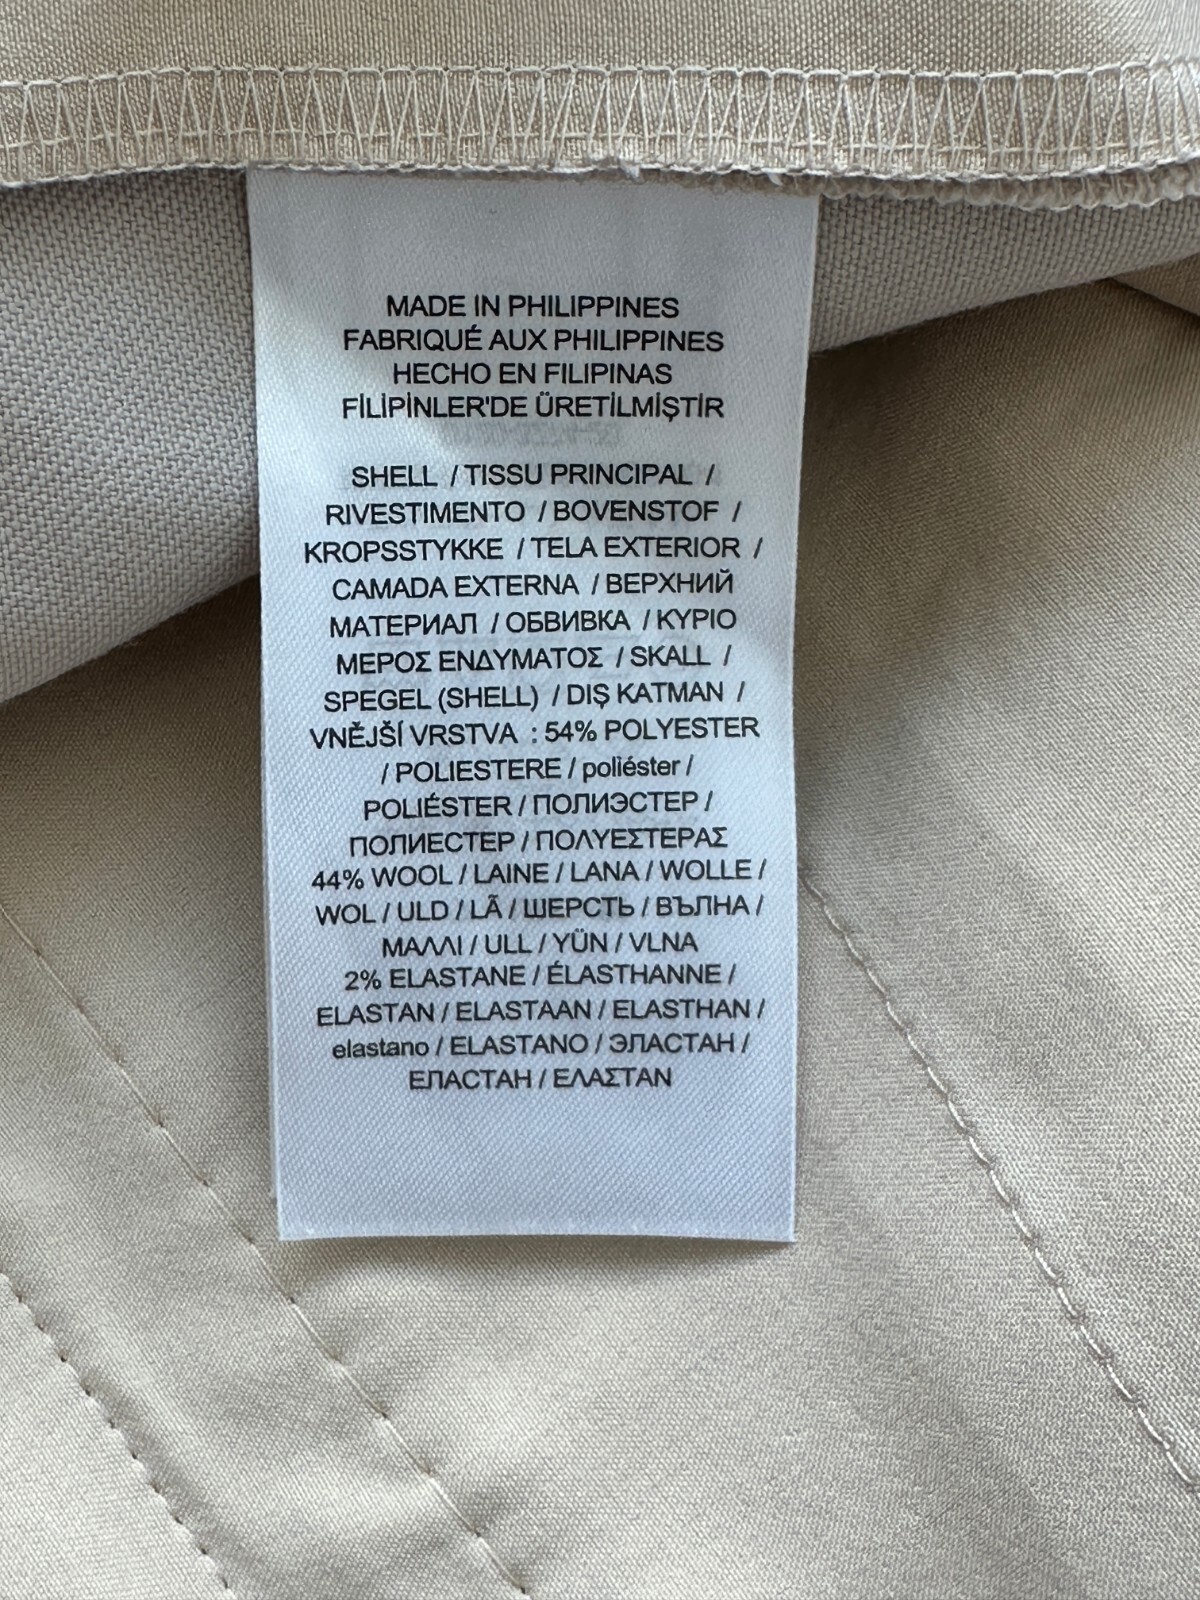 MADE IN PHILIPPINES
FABRIQUÉ AUX PHILIPPINES
HECHO EN FILIPINAS
FİLİPİNLER'DE ÜRETİLMİŞTİR
SHELL / TISSU PRINCIPAL /
RIVESTIMENTO / BOVENSTOF /
KROPSSTYKKE / TELA EXTERIOR /
CAMADA EXTERNA / ВЕРХНИЙ
МАТЕРИАЛ / ОБВИВКА / ΚΥΡΙΟ
ΜΕΡΟΣ ΕΝΔΥΜΑΤΟΣ / SKALL /
SPEGEL (SHELL) / DIŞ KATMAN /
VNĚJŠÍ VRSTVA : 54% POLYESTER
/ POLIESTERE / poliéster /
POLIÉSTER / ПОЛИЭСТЕР /
ПОЛИЕСТЕР / ΠΟΛΥΕΣΤΕΡΑΣ
44% WOOL / LAINE / LANA / WOLLE /
WOL / ULD / LÃ / ШЕРСТЬ / ВЪЛНА /
ΜΑΛΛΙ / ULL / YÜN / VLNA
2% ELASTANE / ÉLASTHANNE /
ELASTAN / ELASTAAN / ELASTHAN /
elastano / ELASTANO / ЭЛАСТАН /
ЕЛАСТАН / ΕΛΑΣΤΑΝ